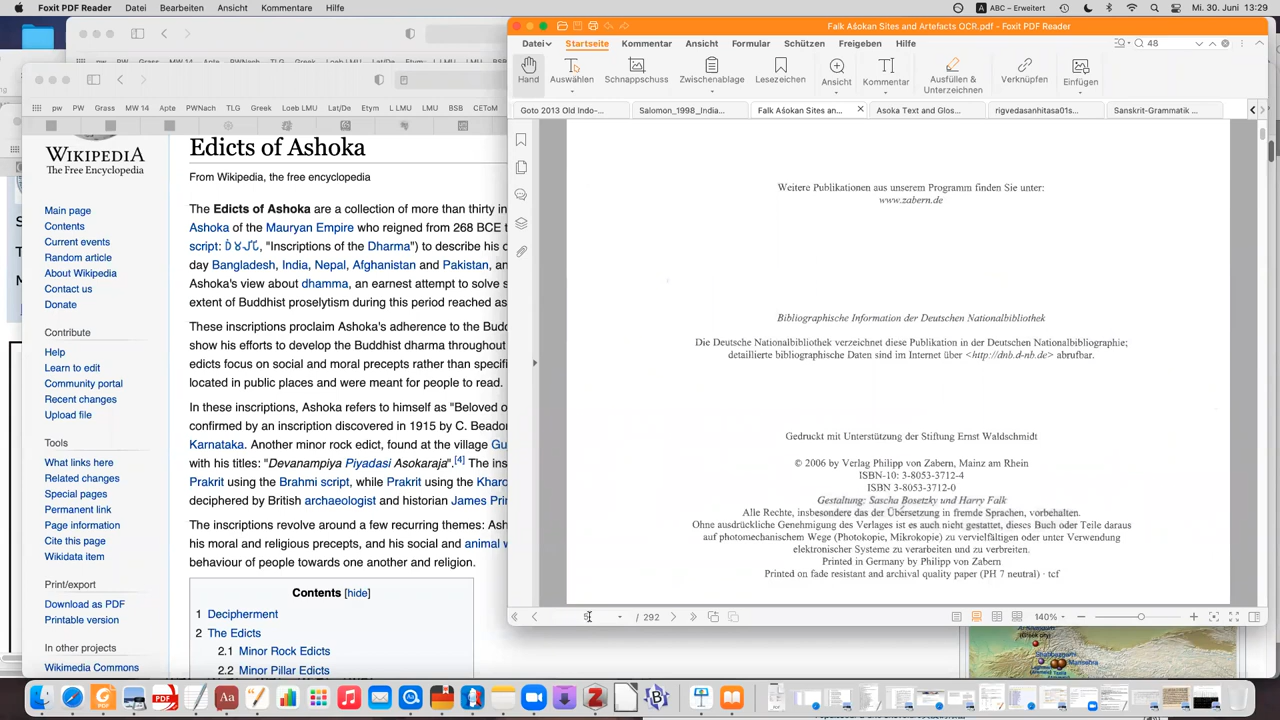 Foxit PDF Reader Datei Bearbeiten Fenster Hilfe
ABC – Erweitert Mi. 30. Juni 13:29
Falk Aśokan Sites and Artefacts OCR.pdf - Foxit PDF Reader
Datei Startseite Kommentar Ansicht Formular Schützen Freigeben Hilfe 48
Hand Auswählen Schnappschuss Zwischenablage Lesezeichen Ansicht Kommentar Ausfüllen & Unterzeichnen Verknüpfen Einfügen
pw PW Grass MW 14 Apte PWNach TLG Greek Loeb LMU Lat/De Etym L LMU LMU BSB CEToM
Goto 2013 Old Indo-... Salomon_1998_India... Falk Aśokan Sites an... Asoka Text and Glos... rigvedasanhitasa01s... Sanskrit-Grammatik ...
WIKIPEDIA
The Free Encyclopedia
Main page
Contents
Current events
Random article
About Wikipedia
Contact us
Donate
Contribute
Help
Learn to edit
Community portal
Recent changes
Upload file
Tools
What links here
Related changes
Special pages
Permanent link
Page information
Cite this page
Wikidata item
Print/export
Download as PDF
Printable version
In other projects
Wikimedia Commons
Edicts of Ashoka
From Wikipedia, the free encyclopedia
The Edicts of Ashoka are a collection of more than thirty in
Ashoka of the Mauryan Empire who reigned from 268 BCE t
"Inscriptions of the Dharma") to describe his o
day Bangladesh, India, Nepal, Afghanistan and Pakistan, an
Ashoka's view about dhamma, an earnest attempt to solve s
extent of Buddhist proselytism during this period reached as
These inscriptions proclaim Ashoka's adherence to the Budd
show his efforts to develop the Buddhist dharma throughout
edicts focus on social and moral precepts rather than specifi
located in public places and were meant for people to read.
In these inscriptions, Ashoka refers to himself as "Beloved o
confirmed by an inscription discovered in 1915 by C. Beado
Karnataka. Another minor rock edict, found at the village Gu
with his titles: "Devanampiya Piyadasi Asokaraja".[4] The ins
Prakrit using the Brahmi script, while Prakrit using the Kharo
deciphered by British archaeologist and historian James Prin
The inscriptions revolve around a few recurring themes: Ash
his moral and religious precepts, and his social and animal w
behaviour of people towards one another and religion.
Contents [hide]
1 Decipherment
2 The Edicts
2.1 Minor Rock Edicts
2.2 Minor Pillar Edicts
Weitere Publikationen aus unserem Programm finden Sie unter:
www.zabern.de
Bibliographische Information der Deutschen Nationalbibliothek
Die Deutsche Nationalbibliothek verzeichnet diese Publikation in der Deutschen Nationalbibliographie;
detaillierte bibliographische Daten sind im Internet über <http://dnb.d-nb.de> abrufbar.
Gedruckt mit Unterstützung der Stiftung Ernst Waldschmidt
© 2006 by Verlag Philipp von Zabern, Mainz am Rhein
ISBN-10: 3-8053-3712-4
ISBN 3-8053-3712-0
Gestaltung: Sascha Bosetzky und Harry Falk
Alle Rechte, insbesondere das der Übersetzung in fremde Sprachen, vorbehalten.
Ohne ausdrückliche Genehmigung des Verlages ist es auch nicht gestattet, dieses Buch oder Teile daraus
auf photomechanischem Wege (Photokopie, Mikrokopie) zu vervielfältigen oder unter Verwendung
elektronischer Systeme zu verarbeiten und zu verbreiten.
Printed in Germany by Philipp von Zabern
Printed on fade resistant and archival quality paper (PH 7 neutral) · tcf
5 / 292 140%
(Greek city)
Shahbazgarhi
Mansehra